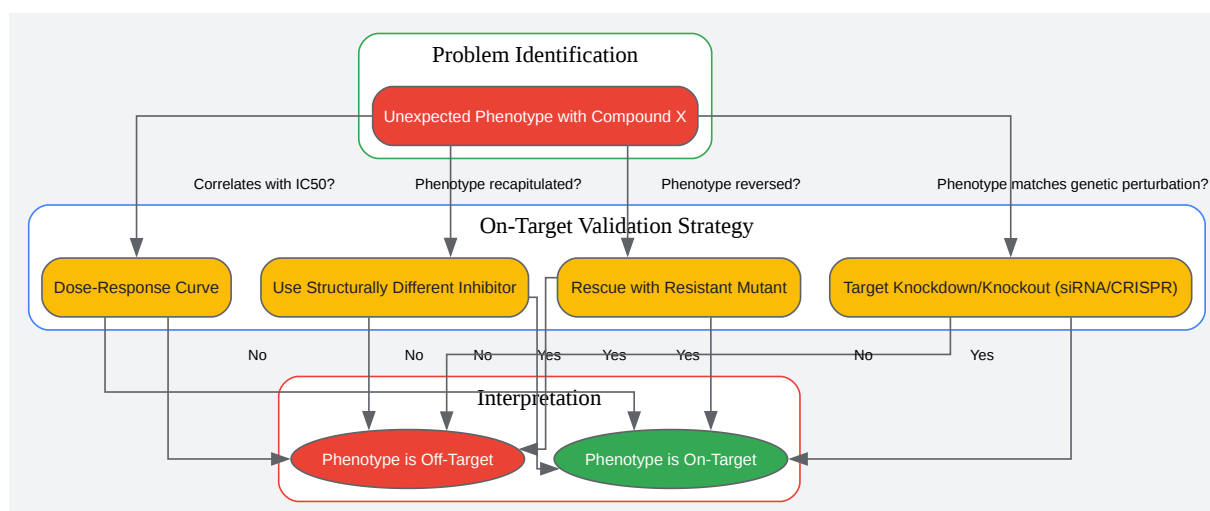 Problem Identification
Unexpected Phenotype with Compound X
Correlates with IC50?
Phenotype recapitulated?
Phenotype reversed?
Phenotype matches genetic perturbation?
On-Target Validation Strategy
Dose-Response Curve
Use Structurally Different Inhibitor
Rescue with Resistant Mutant
Target Knockdown/Knockout (siRNA/CRISPR)
No
No
No
Yes
Yes
Yes
No
Yes
Interpretation
Phenotype is Off-Target
Phenotype is On-Target